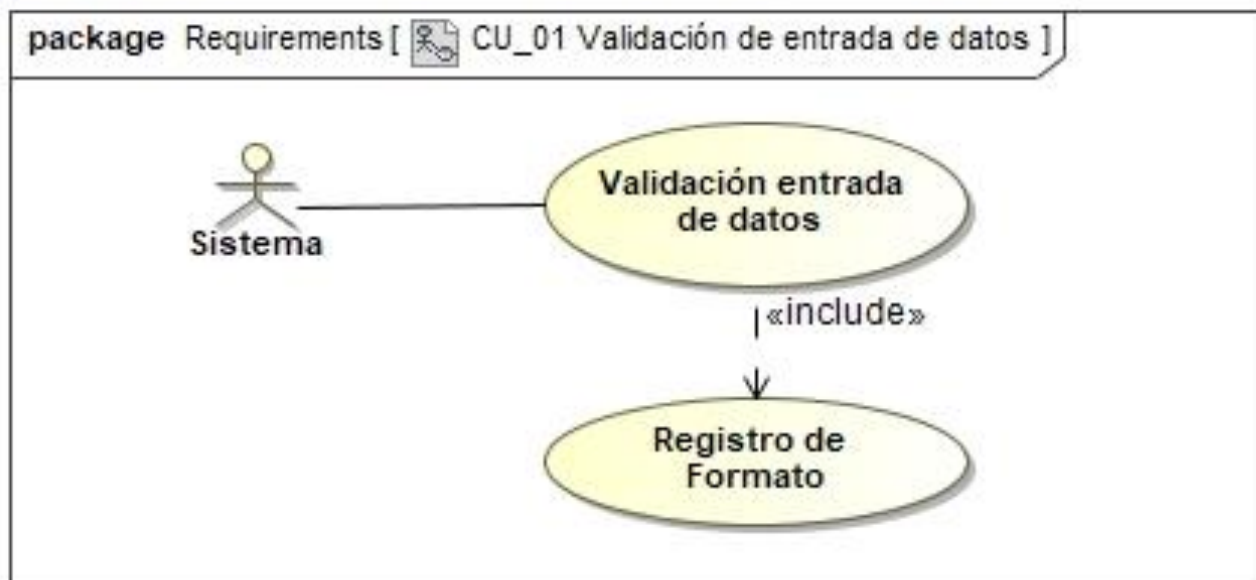 package Requirements [ CU_01 Validación de entrada de datos ]
Validación entrada
de datos
Sistema
«include»
Registro de
Formato